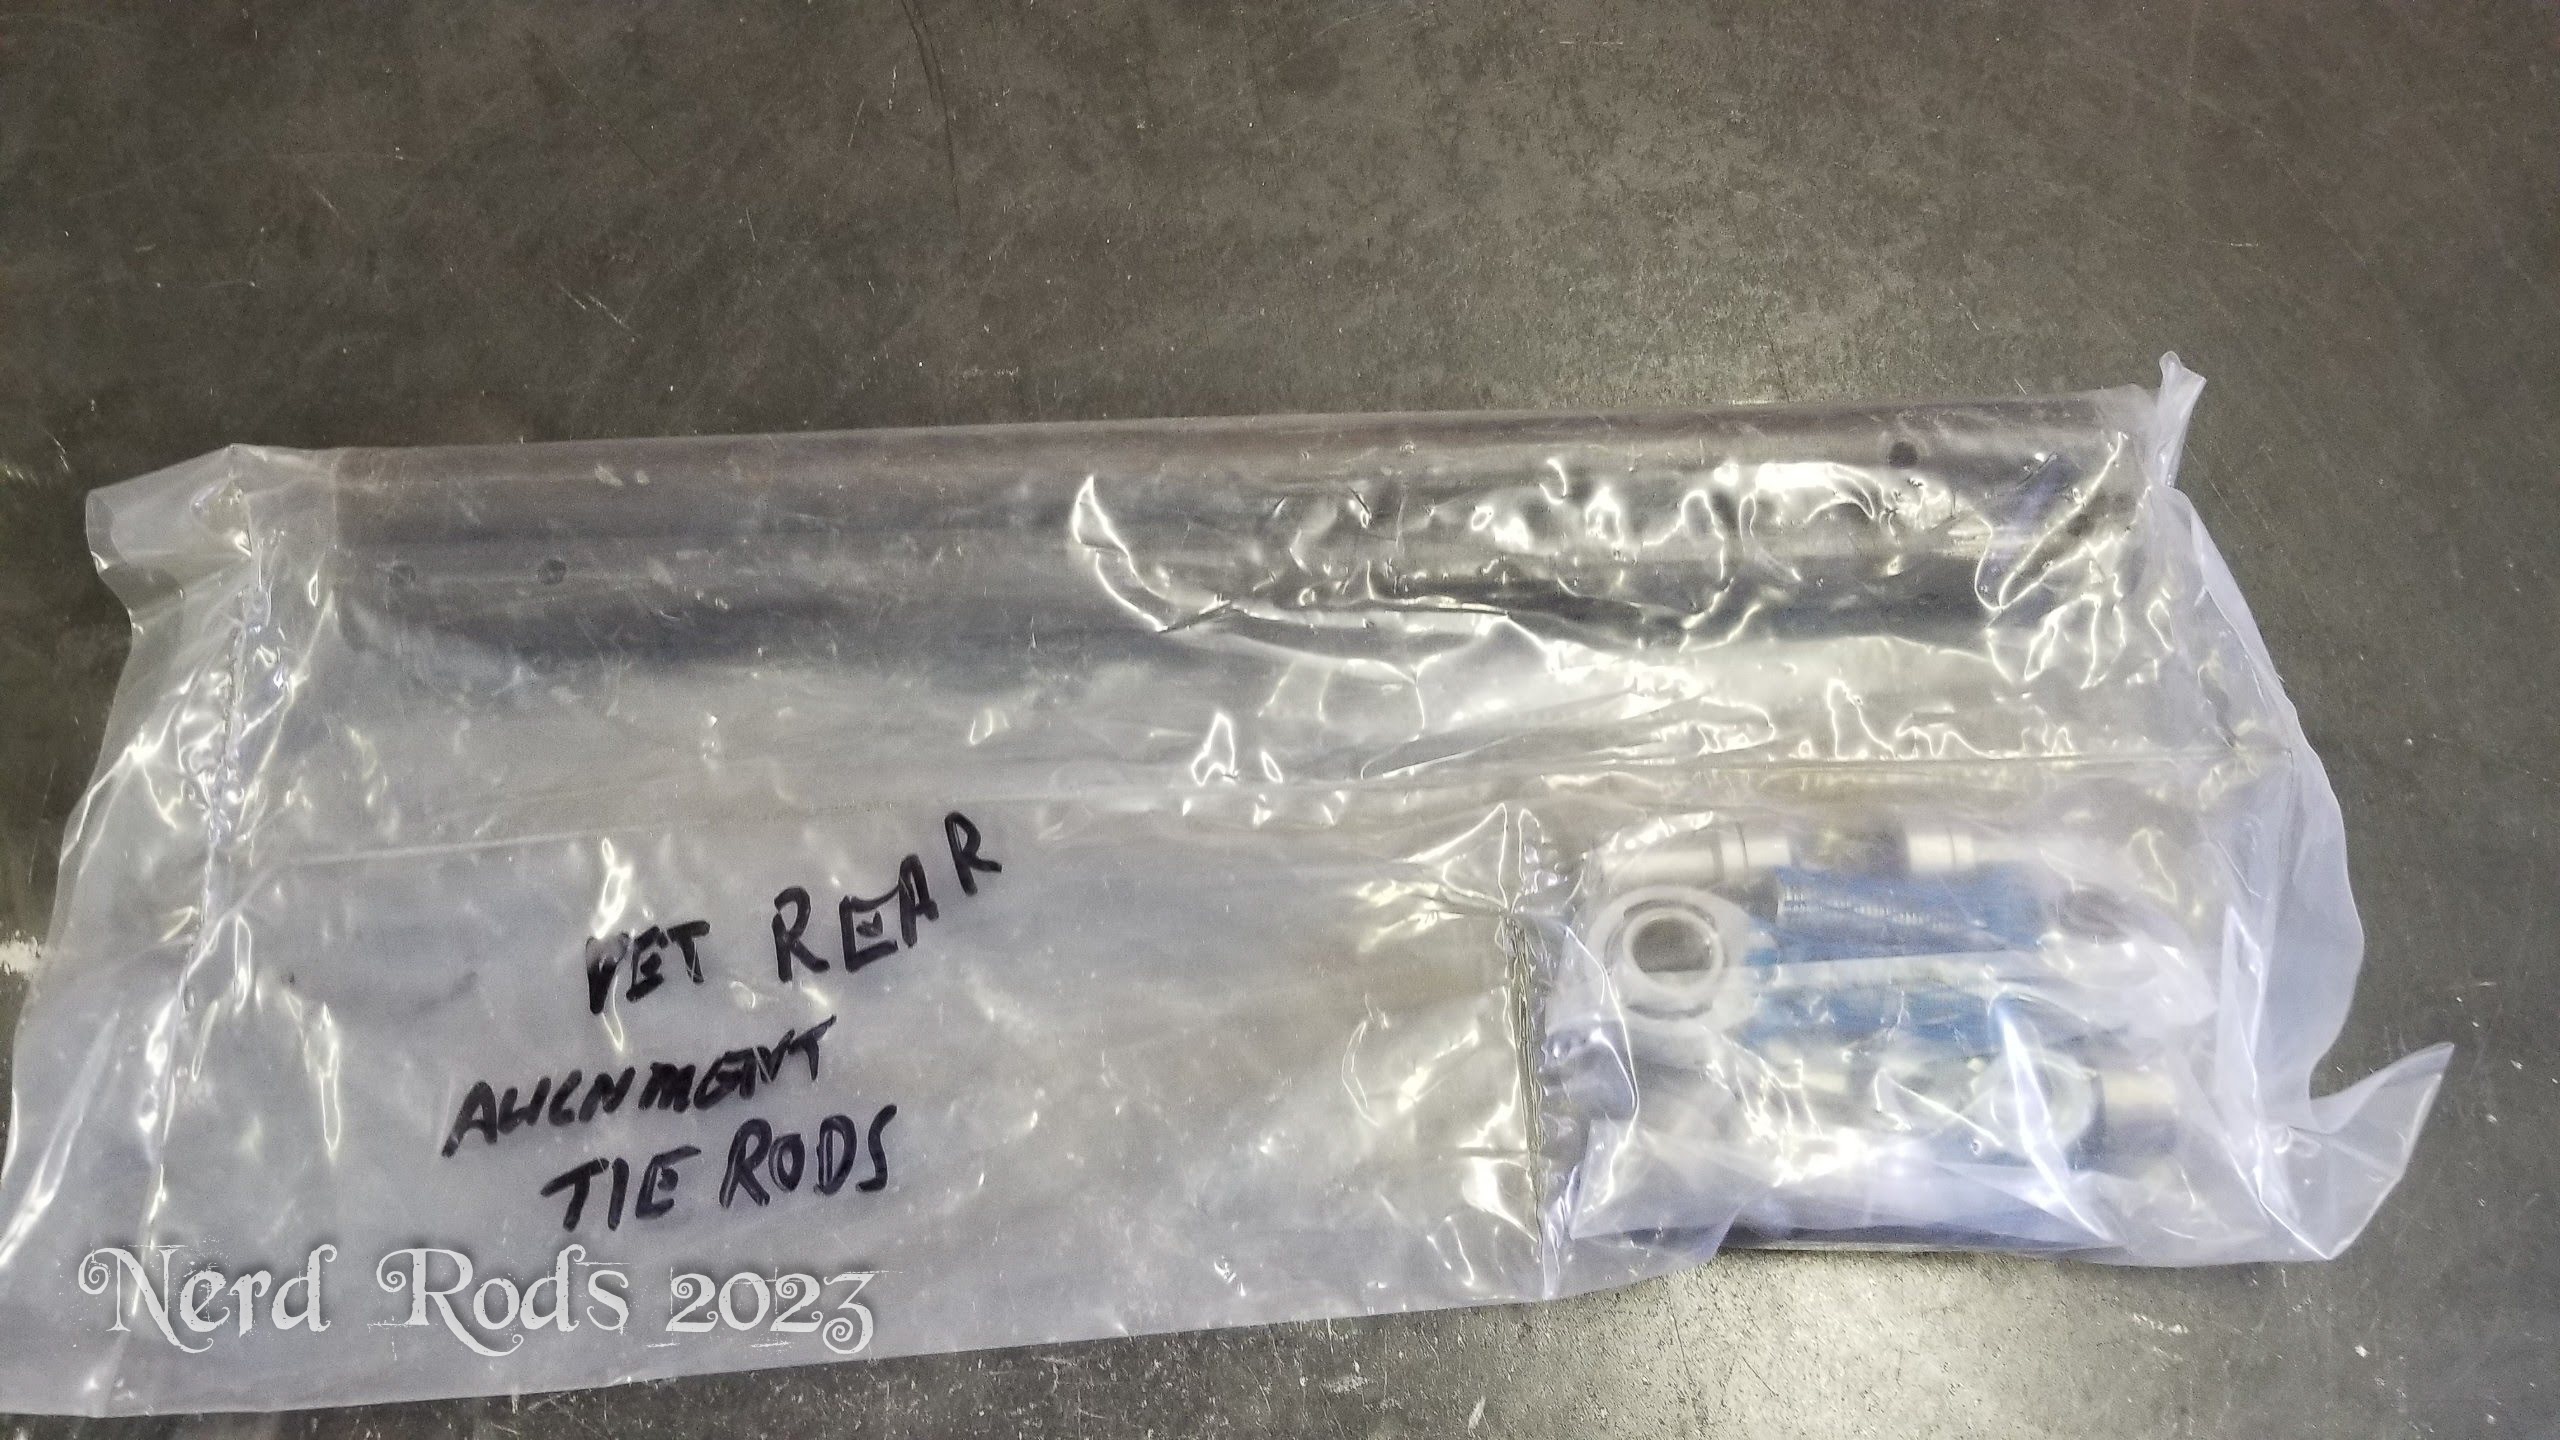 VET REAR
ALIGNMENT
TIE RODS
Nerd Rods 2023